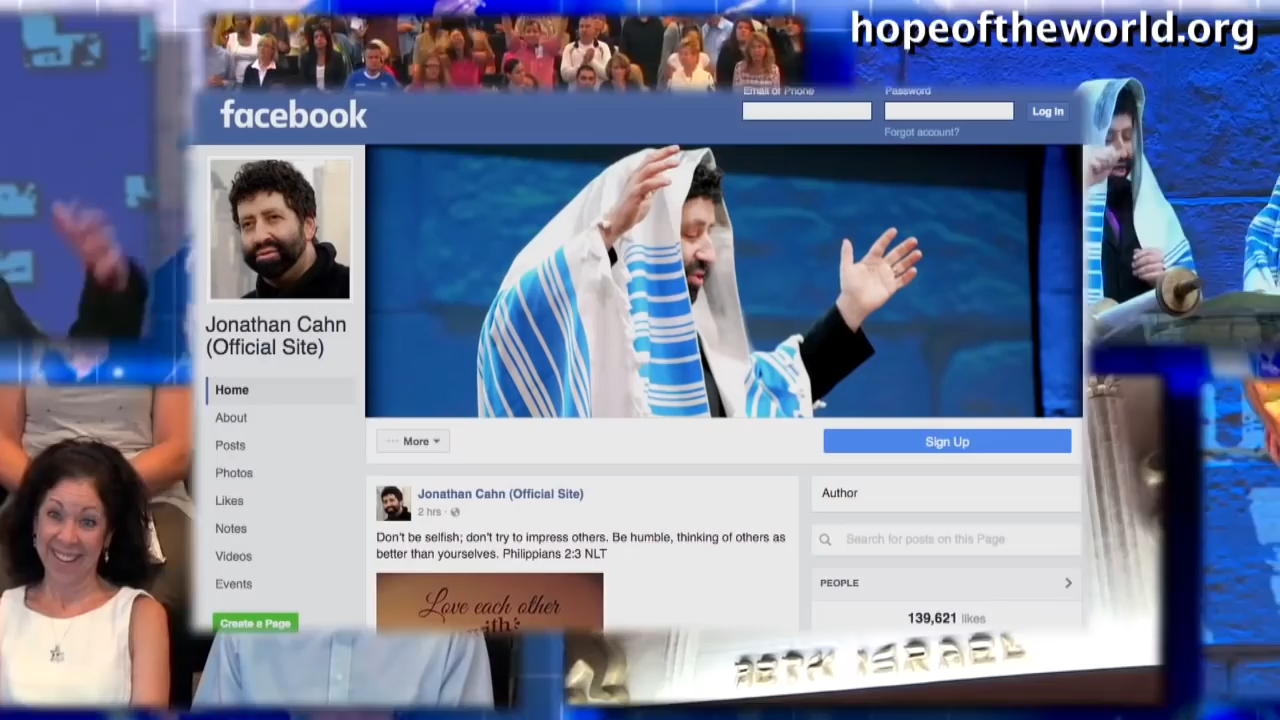 hopeoftheworld.org
facebook
Email or Phone
Password
Log In
Forgot account?
Jonathan Cahn
(Official Site)
Home
About
Posts
Photos
Likes
Notes
Videos
Events
Create a Page
··· More
Sign Up
Jonathan Cahn (Official Site)
2 hrs ·
Don't be selfish; don't try to impress others. Be humble, thinking of others as
better than yourselves. Philippians 2:3 NLT
Love each other
with
Author
Search for posts on this Page
PEOPLE
139,621 likes
BETH ISRAEL